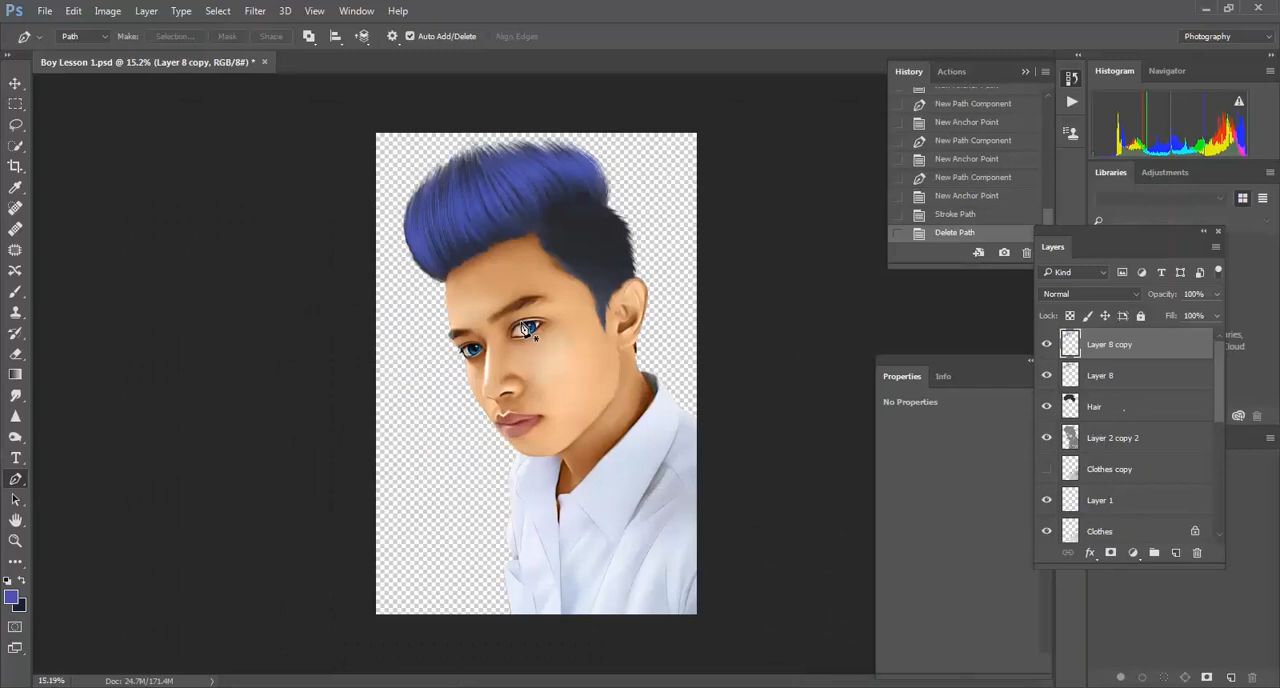 Ps File Edit Image Layer Type Select Filter 3D View Window Help
Path Make: Selection... Mask Shape Auto Add/Delete Align Edges Photography
Boy Lesson 1.psd @ 15.2% (Layer 8 copy, RGB/8#) * ×
History Actions
Histogram Navigator
New Path Component
New Anchor Point
New Path Component
New Anchor Point
New Path Component
New Anchor Point
Stroke Path
Delete Path
Libraries Adjustments
Layers
Kind
Normal Opacity: 100%
Lock: Fill: 100%
Layer 8 copy
Layer 8
Hair
Layer 2 copy 2
Clothes copy
Layer 1
Clothes
fx
Properties Info
No Properties
15.19% Doc: 24.7M/171.4M